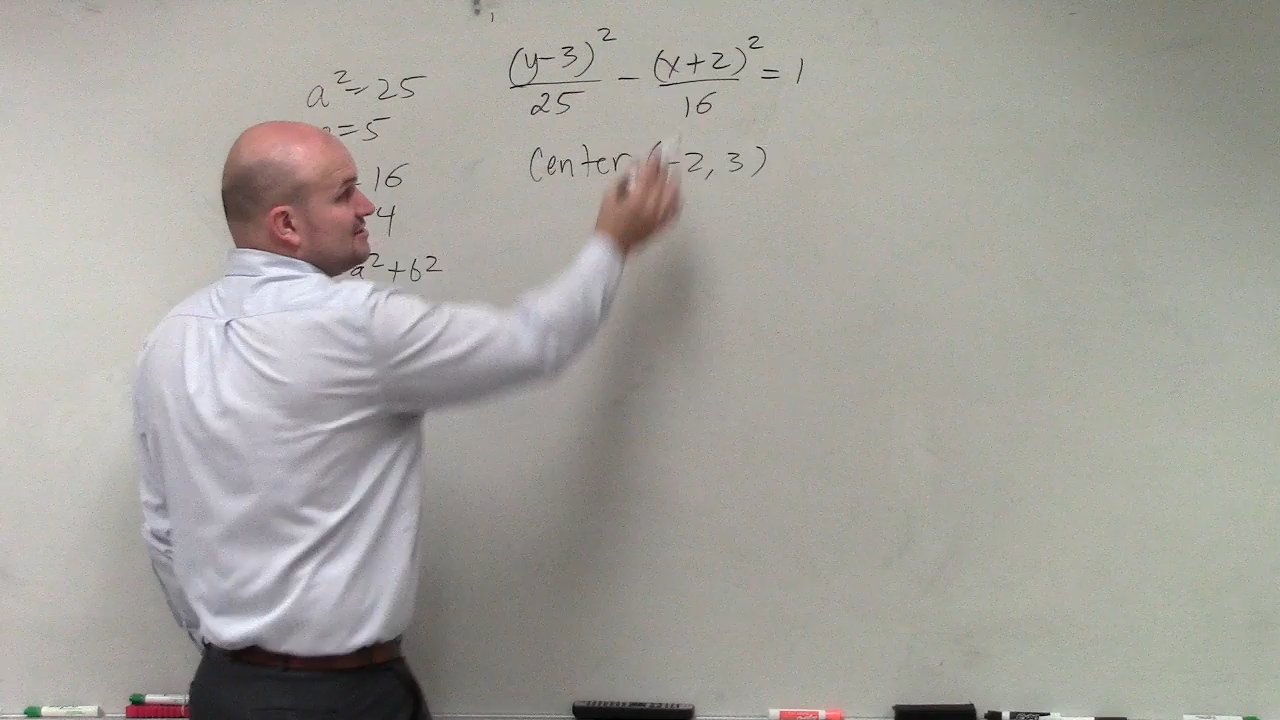 (y-3)²/25 - (x+2)²/16 = 1
Center (-2, 3)
a²=25
=5
16
4
a²+b²